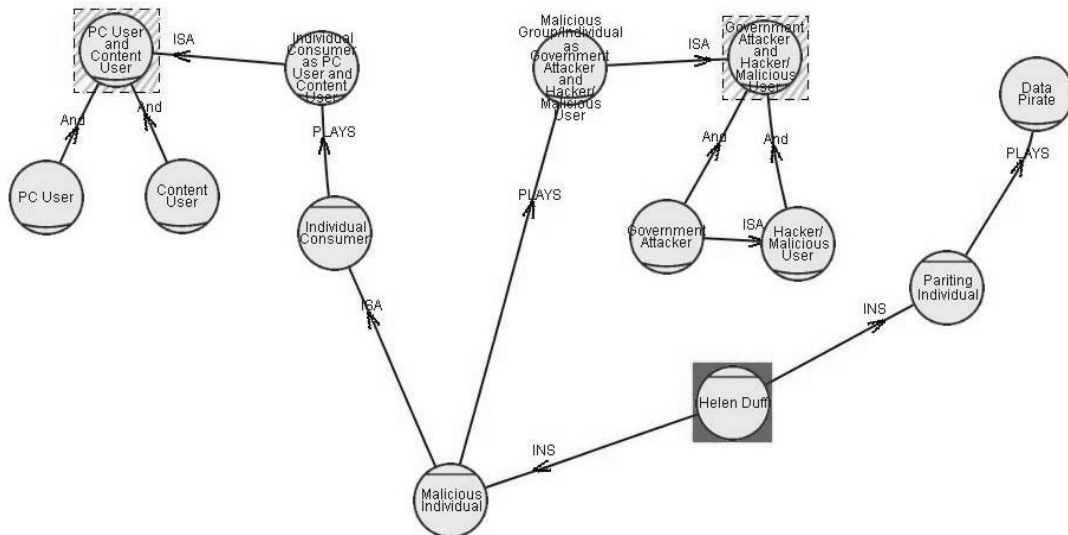 PC User
and
Content
User
ISA
Individual
Consumer
as PC
User and
Content
User
Malicious
Group/Individual
as
Government
Attacker
and
Hacker/
Malicious
User
ISA
Government
Attacker
and
Hacker/
Malicious
User
Data
Pirate
And
And
PLAYS
And
And
PLAYS
PC User
Content
User
PLAYS
Individual
Consumer
Government
Attacker
ISA
Hacker/
Malicious
User
Pariting
Individual
ISA
INS
Helen Duff
INS
Malicious
Individual